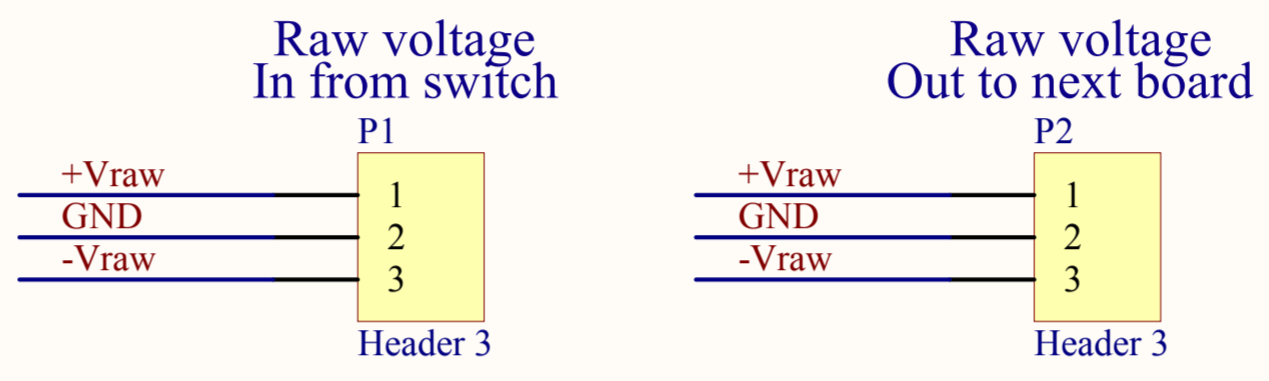 Raw voltage
In from switch
P1
+Vraw
1
GND
2
-Vraw
3
Header 3
Raw voltage
Out to next board
P2
+Vraw
1
GND
2
-Vraw
3
Header 3